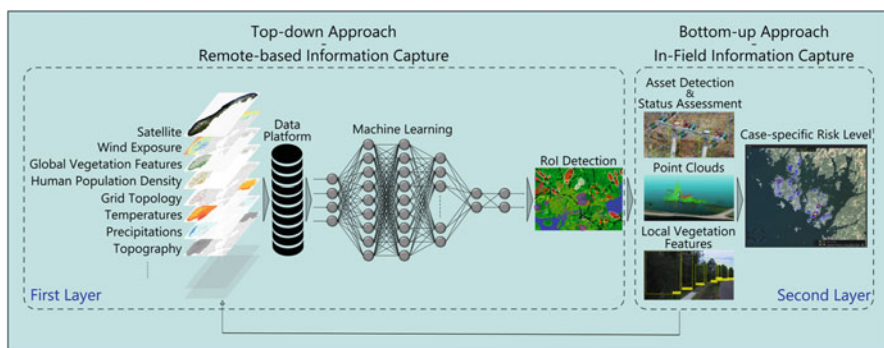 Top-down Approach
-
Remote-based Information Capture
Bottom-up Approach
-
In-Field Information Capture
Satellite
Wind Exposure
Global Vegetation Features
Human Population Density
Grid Topology
Temperatures
Precipitations
Topography
Data
Platform
Machine Learning
RoI Detection
Asset Detection
&
Status Assessment
Point Clouds
Local Vegetation
Features
Case-specific Risk Level
First Layer
Second Layer